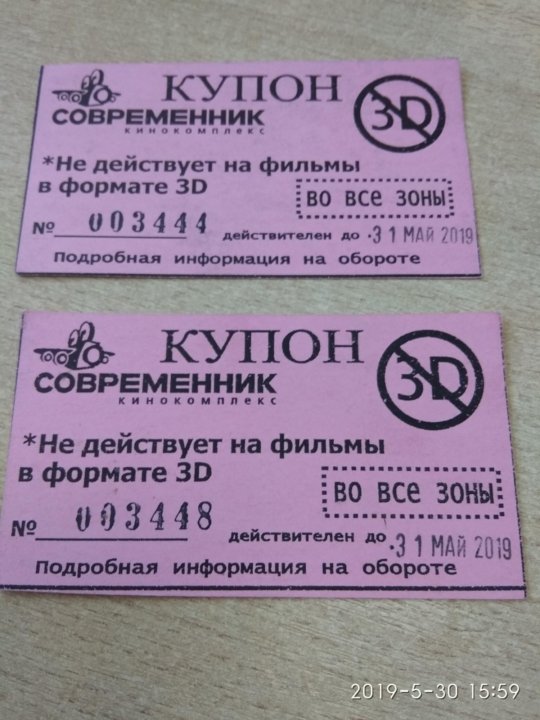 КУПОН
СОВРЕМЕННИК
КИНОКОМПЛЕКС
3D
*Не действует на фильмы
в формате 3D
во все зоны
№ 003444 действителен до 31 МАЙ 2019
Подробная информация на обороте
КУПОН
СОВРЕМЕННИК
КИНОКОМПЛЕКС
3D
*Не действует на фильмы
в формате 3D
во все зоны
№ 003448 действителен до 31 МАЙ 2019
Подробная информация на обороте
2019-5-30 15:59